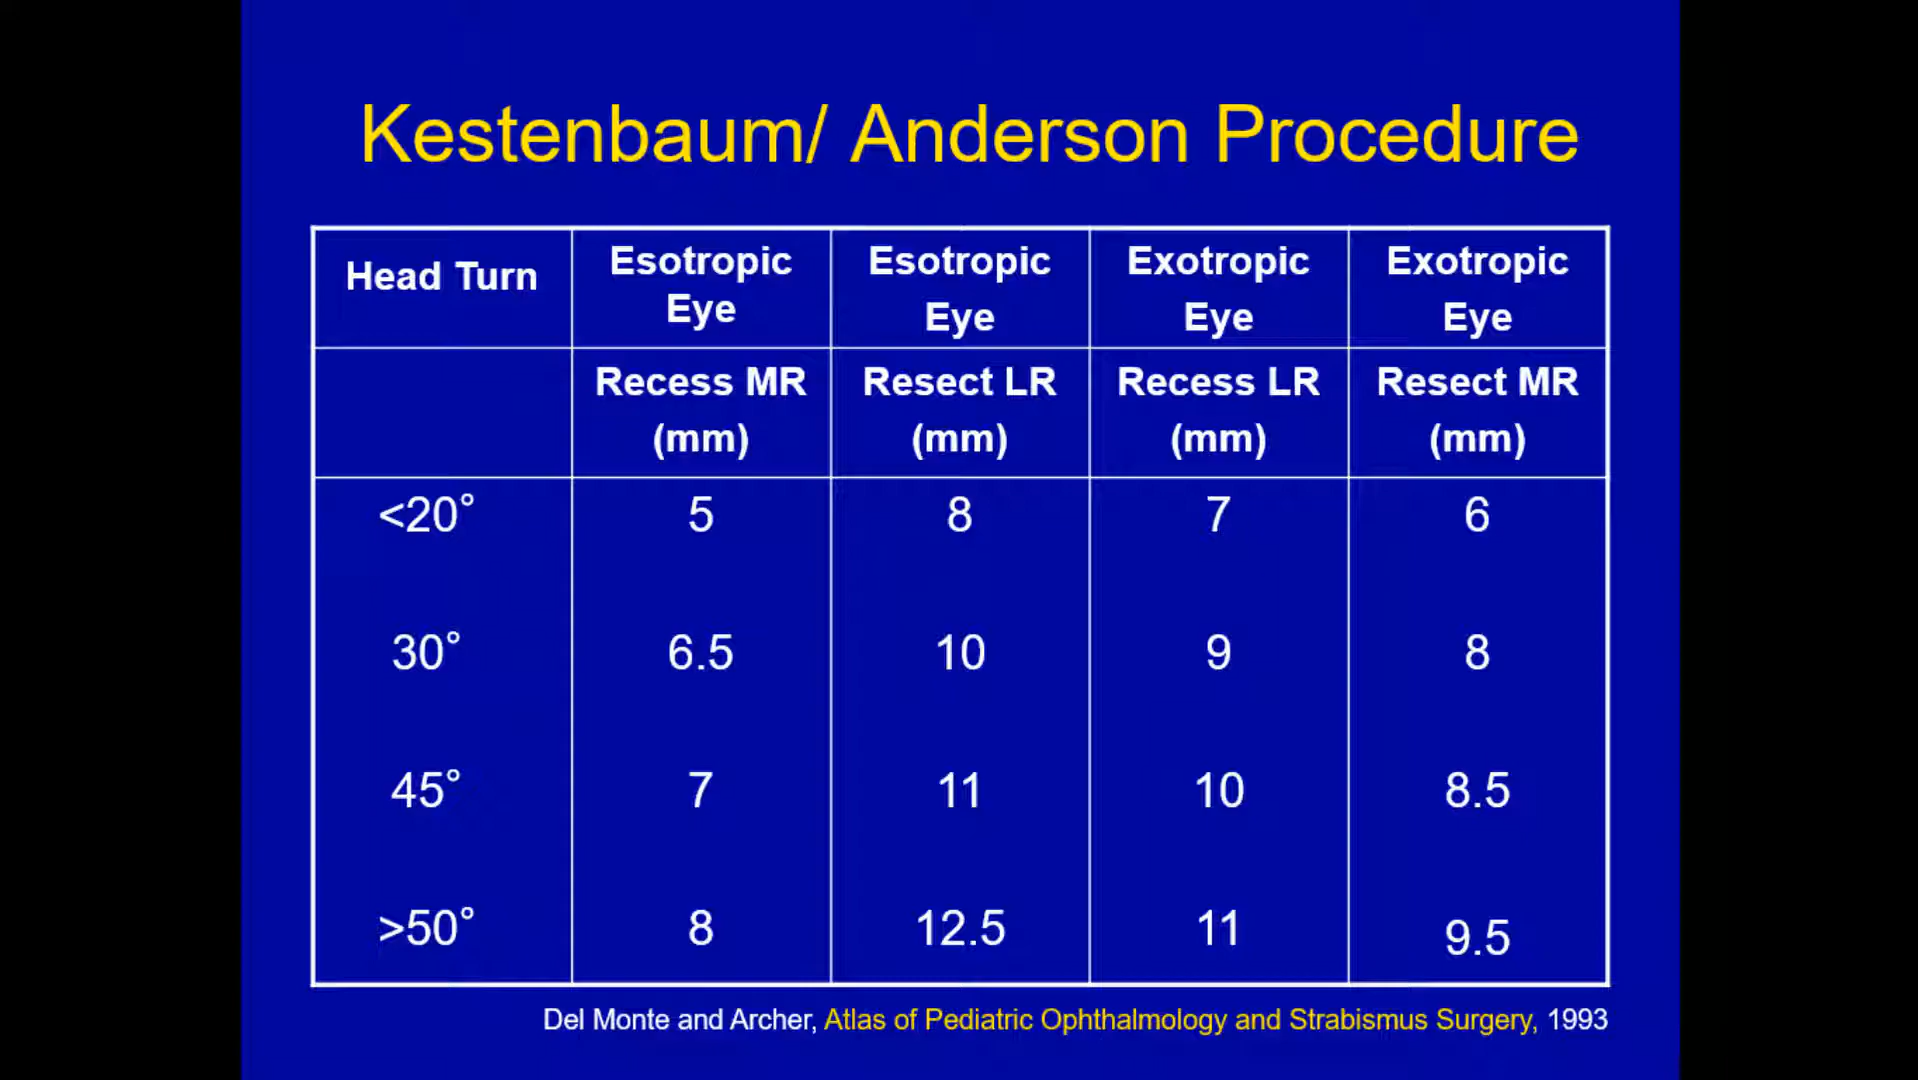 Kestenbaum/ Anderson Procedure
Head Turn
Esotropic
Eye
Esotropic
Eye
Exotropic
Eye
Exotropic
Eye
Recess MR
(mm)
Resect LR
(mm)
Recess LR
(mm)
Resect MR
(mm)
<20° 5 8 7 6
30° 6.5 10 9 8
45° 7 11 10 8.5
>50° 8 12.5 11 9.5
Del Monte and Archer, Atlas of Pediatric Ophthalmology and Strabismus Surgery, 1993